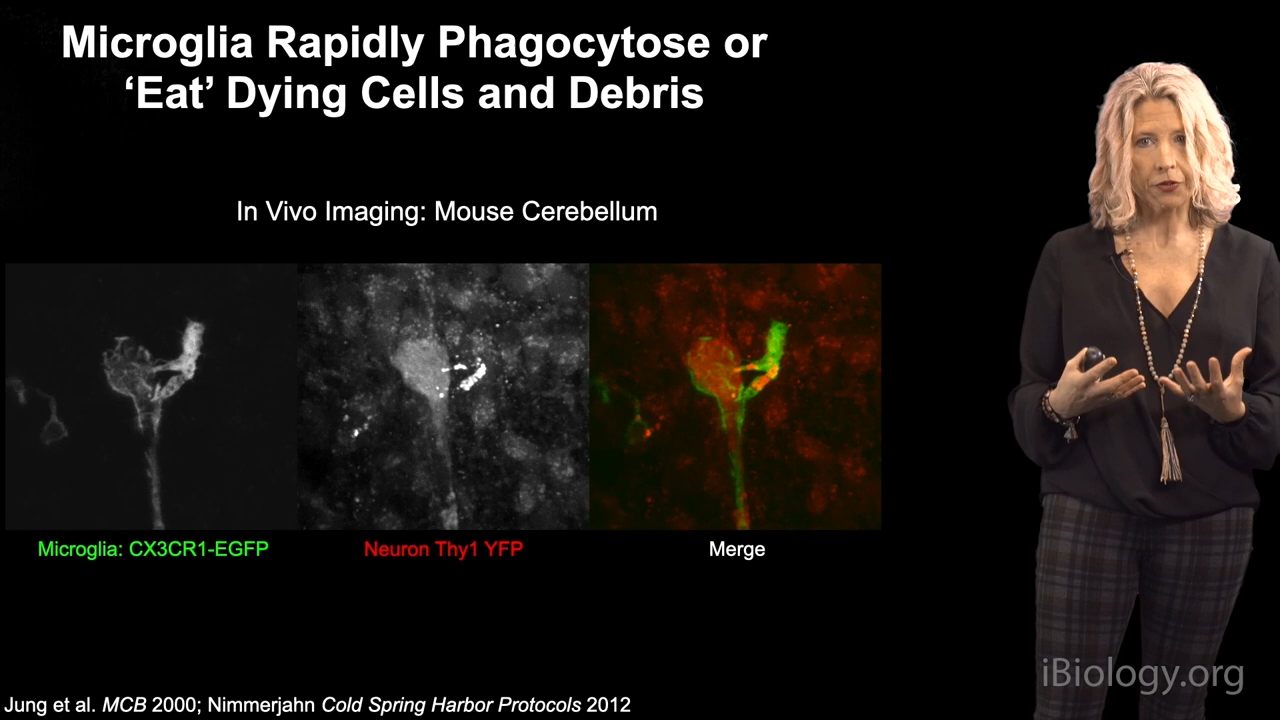 Microglia Rapidly Phagocytose or
‘Eat’ Dying Cells and Debris
In Vivo Imaging: Mouse Cerebellum
Microglia: CX3CR1-EGFP
Neuron Thy1 YFP
Merge
iBiology.org
Jung et al. MCB 2000; Nimmerjahn Cold Spring Harbor Protocols 2012